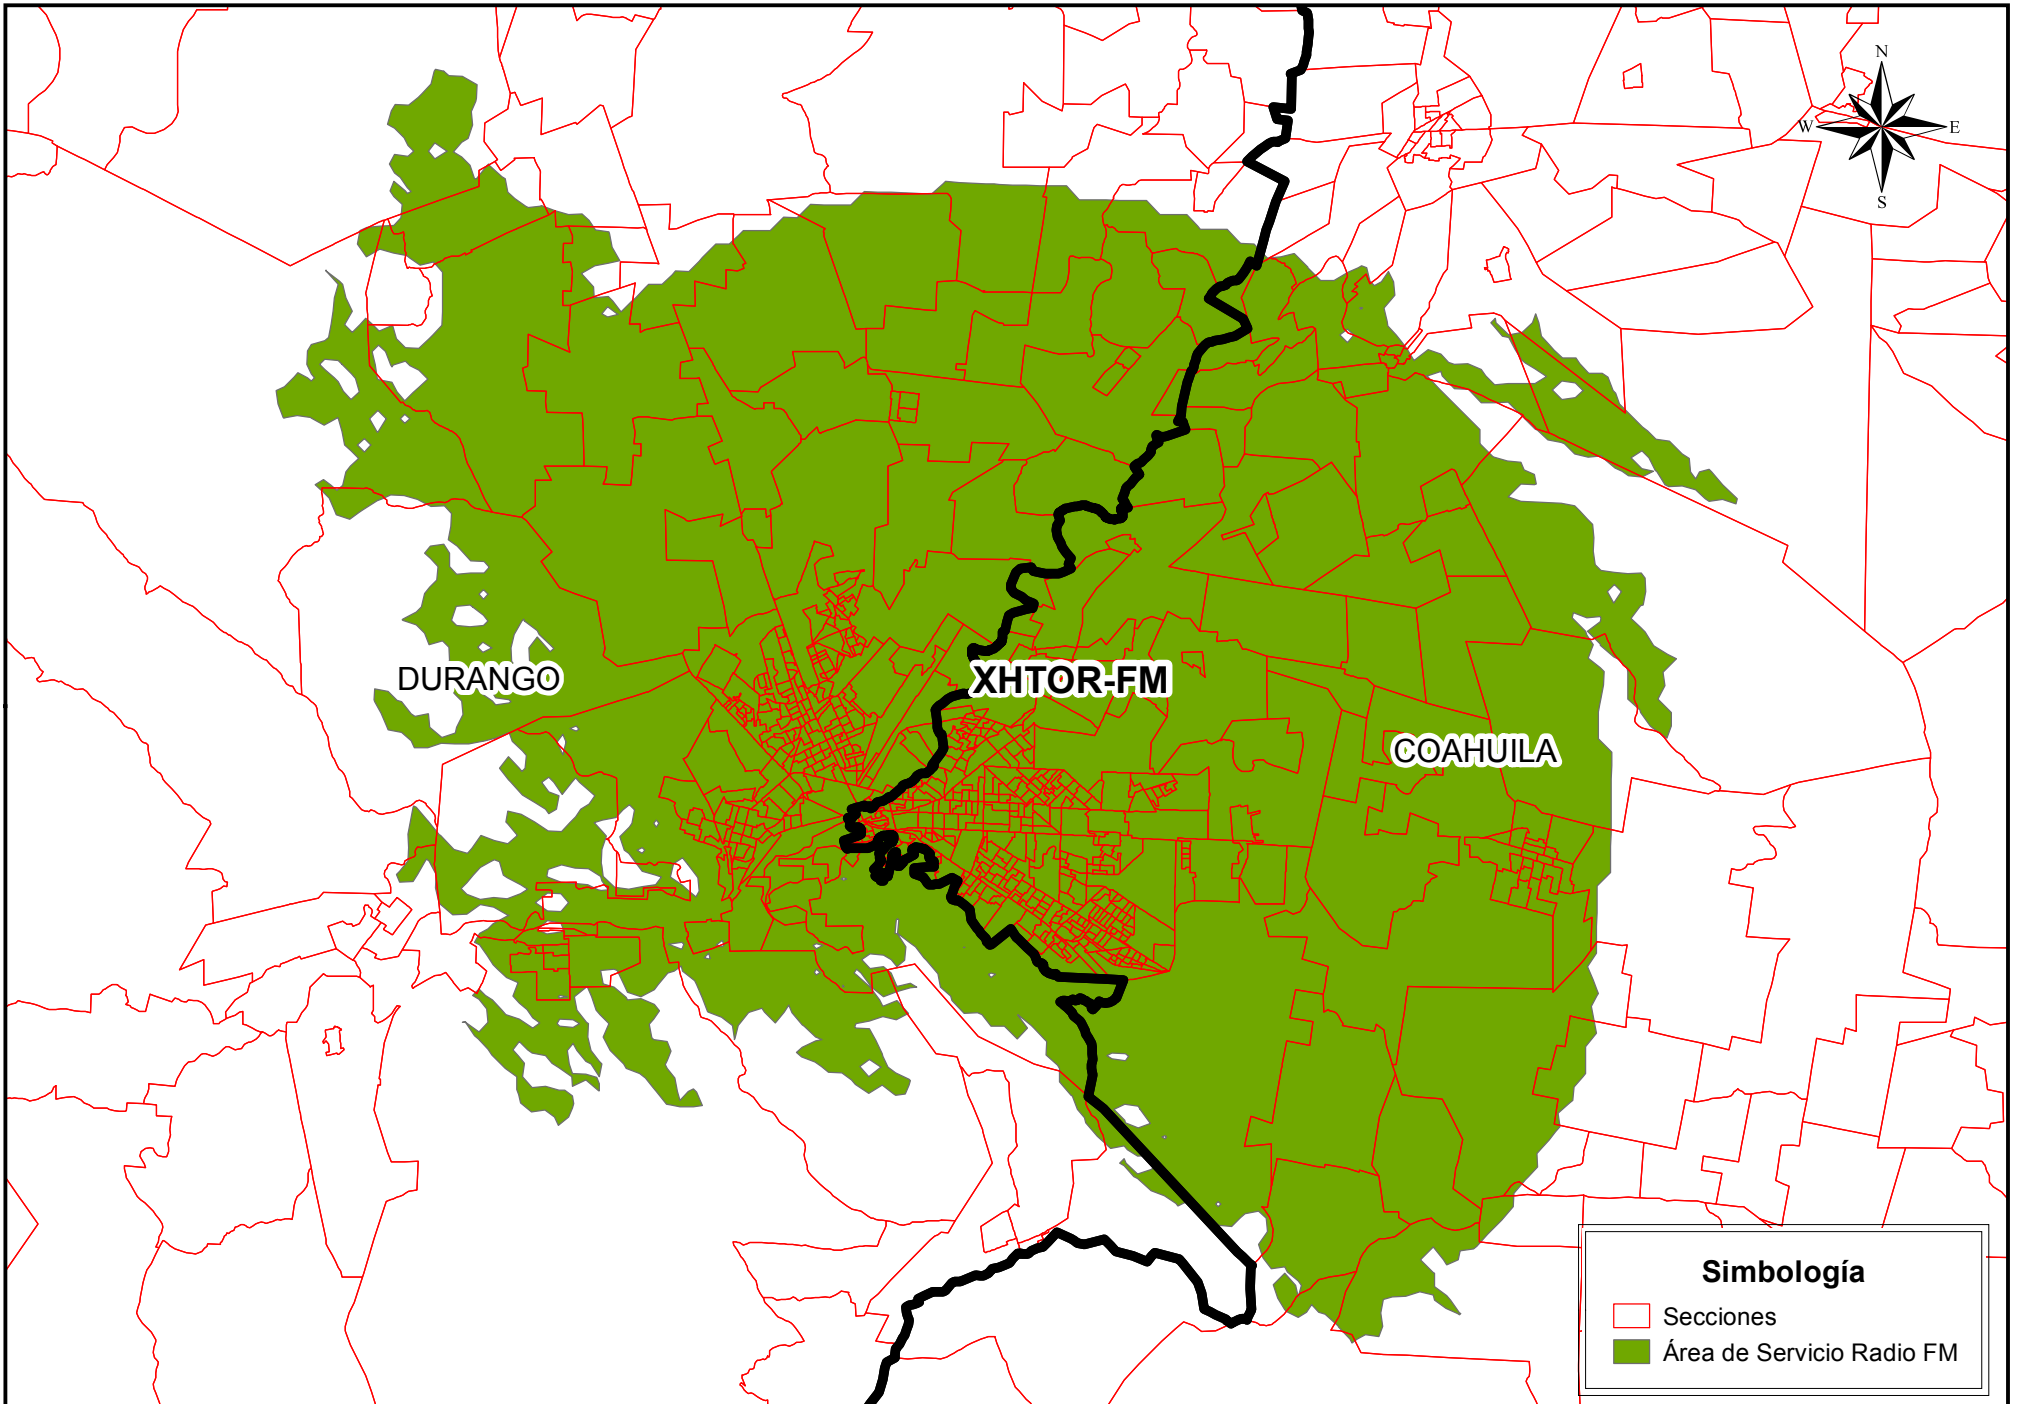 N
W
E
S
DURANGO
XHTOR-FM
COAHUILA
Simbología
Secciones
Área de Servicio Radio FM